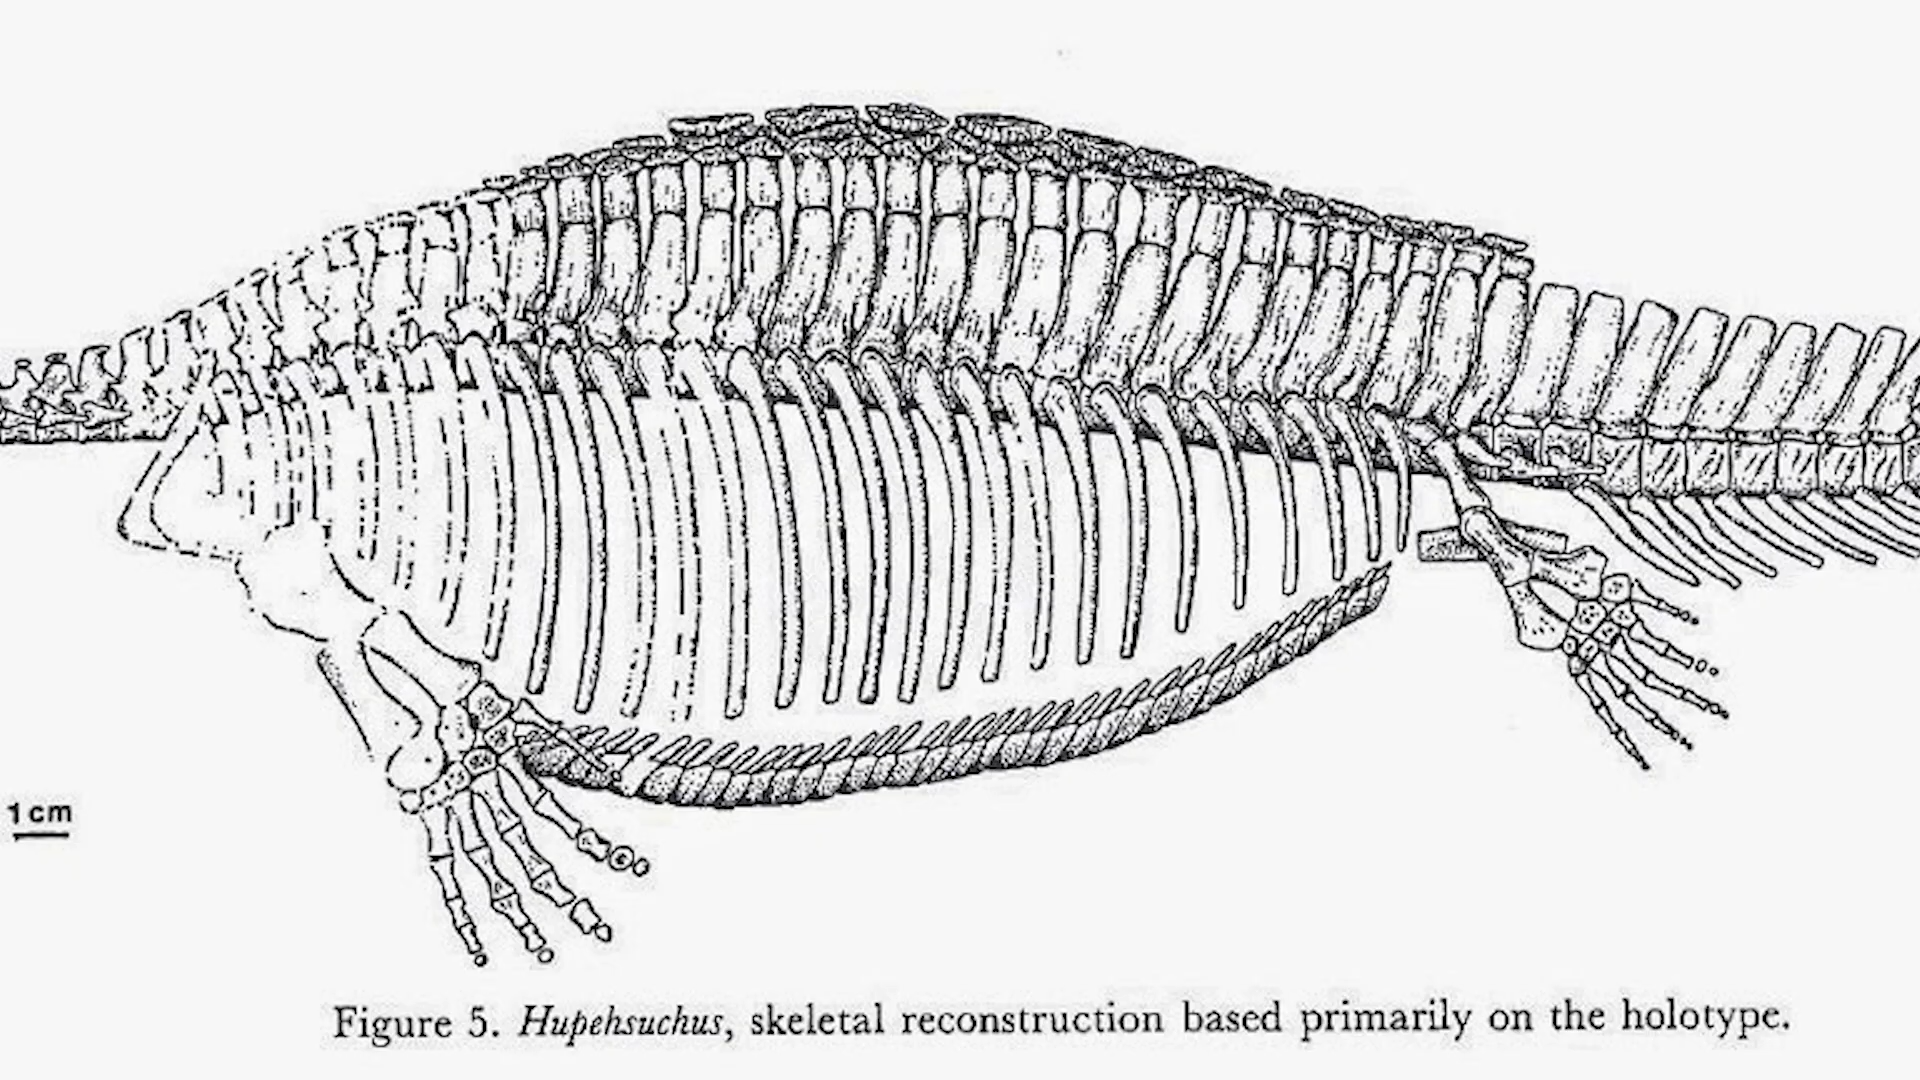 1 cm
Figure 5. Hupehsuchus, skeletal reconstruction based primarily on the holotype.